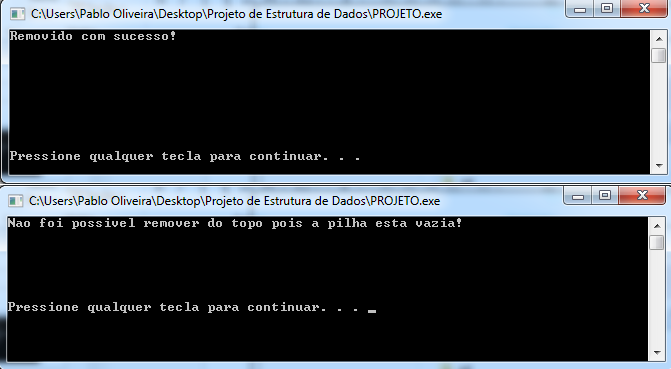 C:\Users\Pablo Oliveira\Desktop\Projeto de Estrutura de Dados\PROJETO.exe
Removido com sucesso!
Pressione qualquer tecla para continuar. . .
C:\Users\Pablo Oliveira\Desktop\Projeto de Estrutura de Dados\PROJETO.exe
Nao foi possivel remover do topo pois a pilha esta vazia!
Pressione qualquer tecla para continuar. . . _